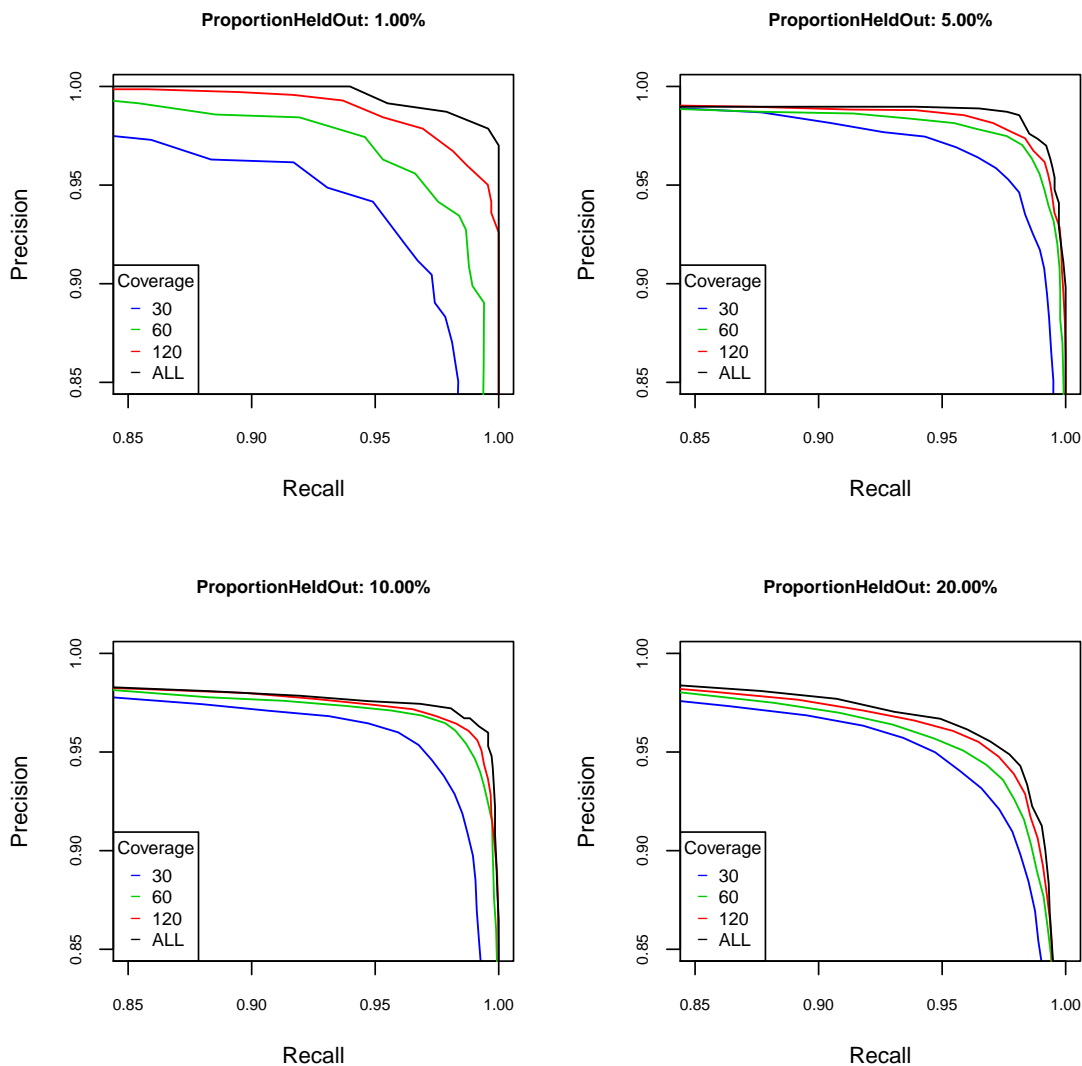 ProportionHeldOut: 1.00%
Precision
1.00
0.95
0.90
0.85
Coverage
30
60
120
ALL
0.85 0.90 0.95 1.00
Recall
ProportionHeldOut: 5.00%
Precision
1.00
0.95
0.90
0.85
Coverage
30
60
120
ALL
0.85 0.90 0.95 1.00
Recall
ProportionHeldOut: 10.00%
Precision
1.00
0.95
0.90
0.85
Coverage
30
60
120
ALL
0.85 0.90 0.95 1.00
Recall
ProportionHeldOut: 20.00%
Precision
1.00
0.95
0.90
0.85
Coverage
30
60
120
ALL
0.85 0.90 0.95 1.00
Recall